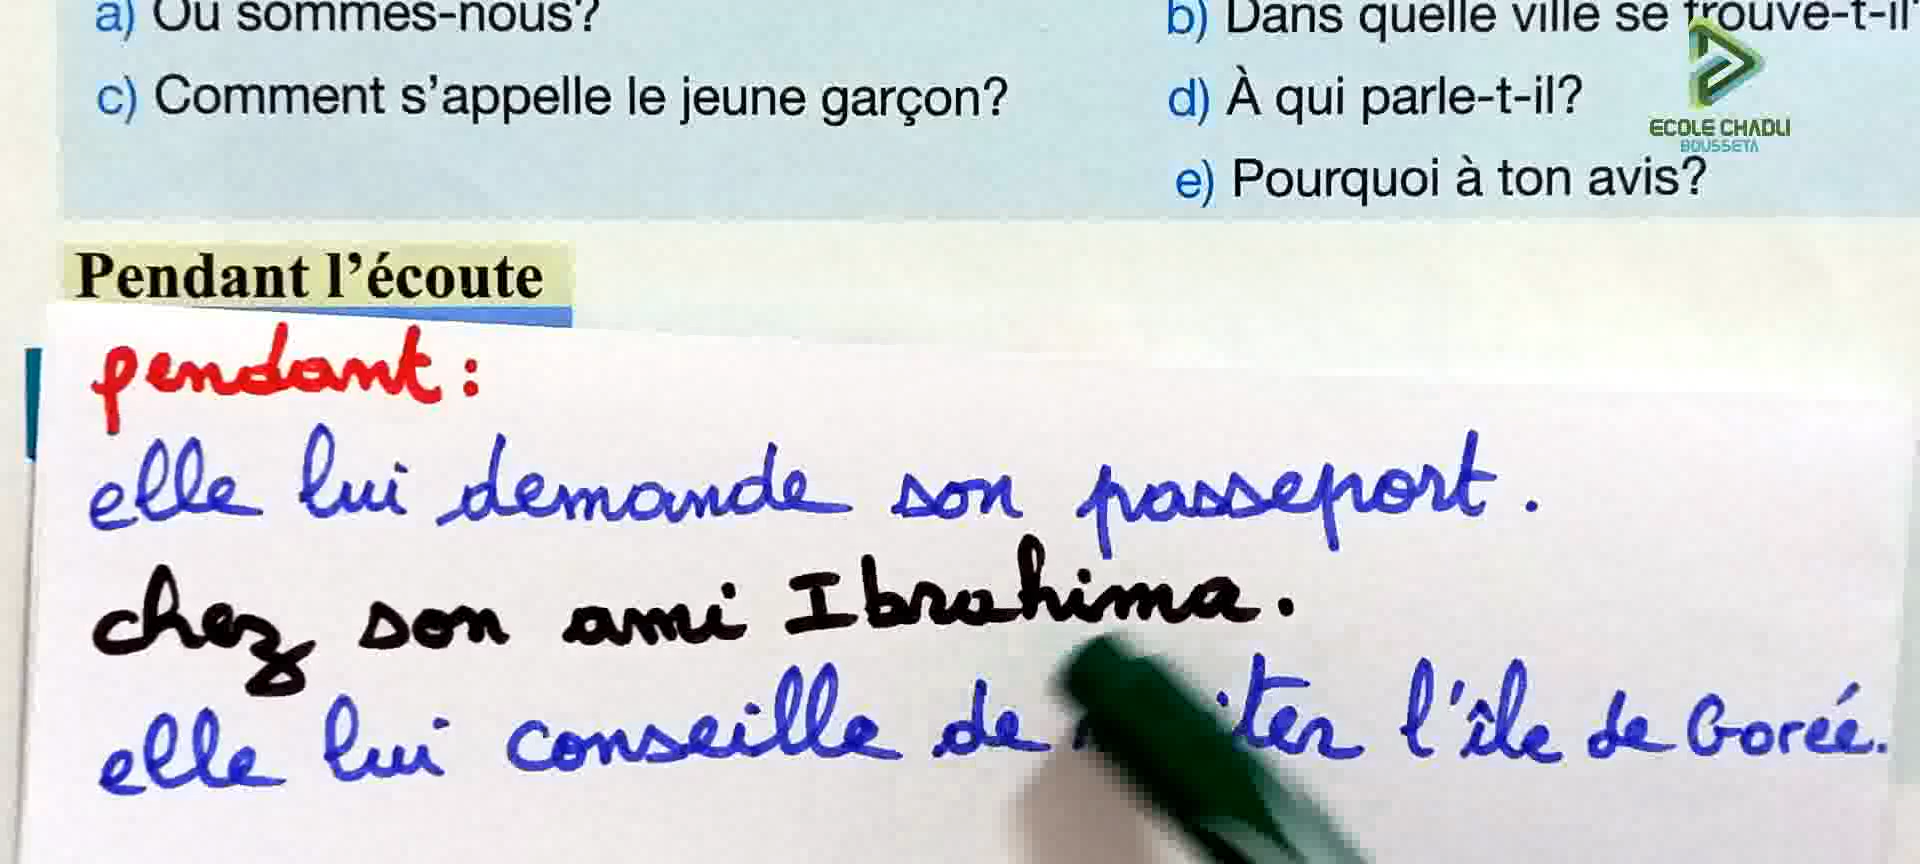 a) Où sommes-nous?
b) Dans quelle ville se trouve-t-il
c) Comment s'appelle le jeune garçon?
d) À qui parle-t-il?
ECOLE CHADLI
BOUSSETA
e) Pourquoi à ton avis?
Pendant l'écoute
pendant:
elle lui demande son passeport.
chez son ami Ibrahima.
elle lui conseille de l'île de Goreé.